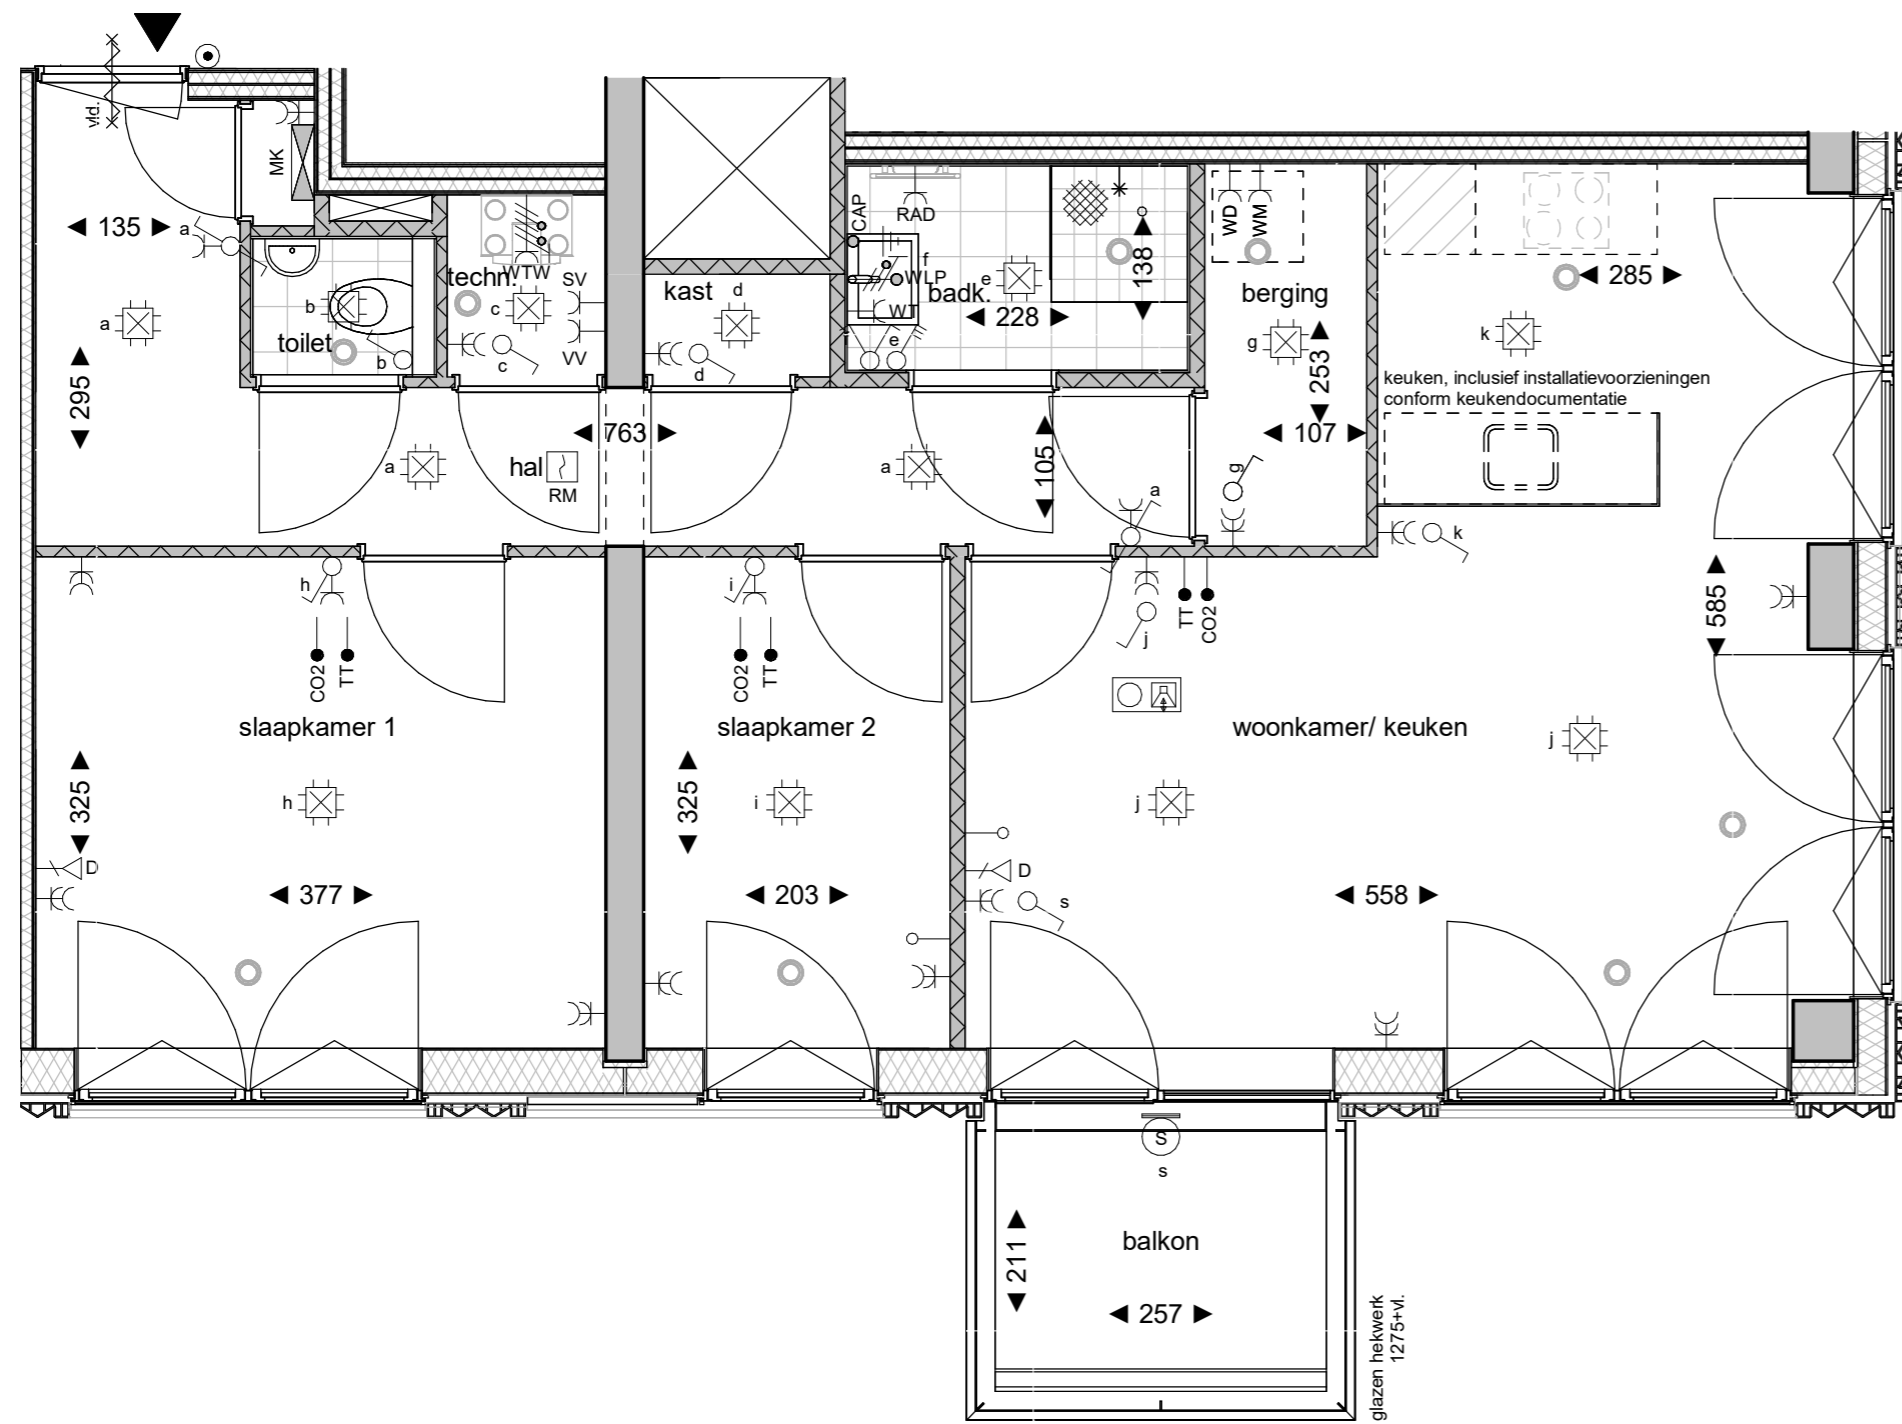 vld.
MK
135
a
a
295
b
toilet
b
techn.
WTW
SV
c
VV
c
kast
d
d
CAP
RAD
f
WLP
badk.
e
WT
e
228
138
WD
WM
berging
g
253
107
285
k
keuken, inclusief installatievoorzieningen
conform keukendocumentatie
a
hal
RM
763
a
105
a
g
k
h
CO2
TT
i
CO2
TT
j
TT
CO2
585
slaapkamer 1
slaapkamer 2
woonkamer/ keuken
j
325
h
325
i
j
D
377
203
D
s
558
S
s
211
balkon
257
glazen hekwerk
1275+vl.